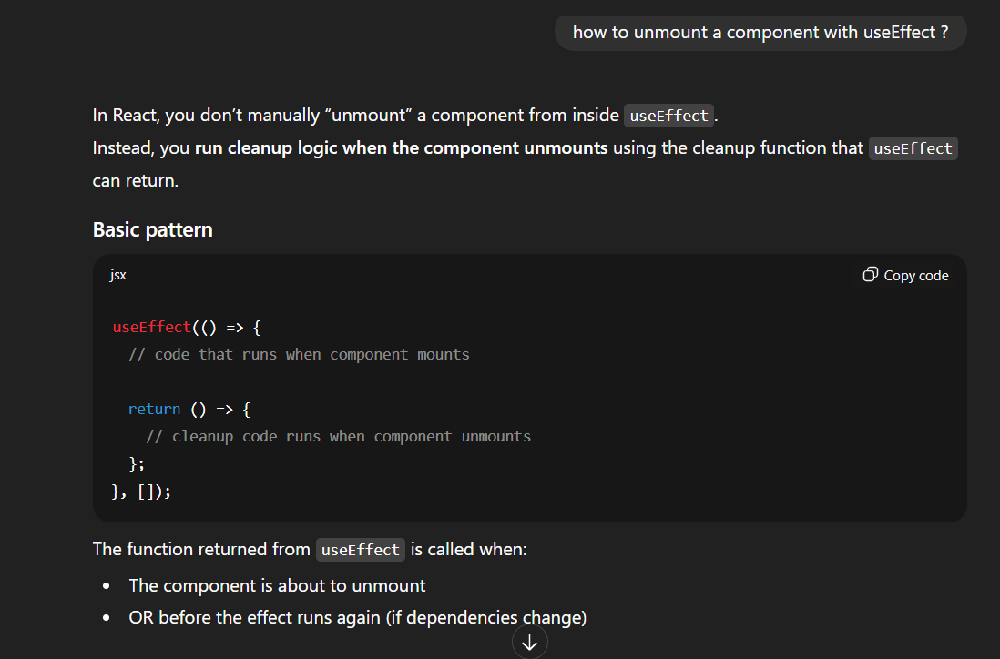 how to unmount a component with useEffect ?
In React, you don’t manually “unmount” a component from inside useEffect.
Instead, you run cleanup logic when the component unmounts using the cleanup function that useEffect
can return.
Basic pattern
jsx
Copy code
useEffect(() => {
  // code that runs when component mounts

  return () => {
    // cleanup code runs when component unmounts
  };
}, []);
The function returned from useEffect is called when:
• The component is about to unmount
• OR before the effect runs again (if dependencies change)